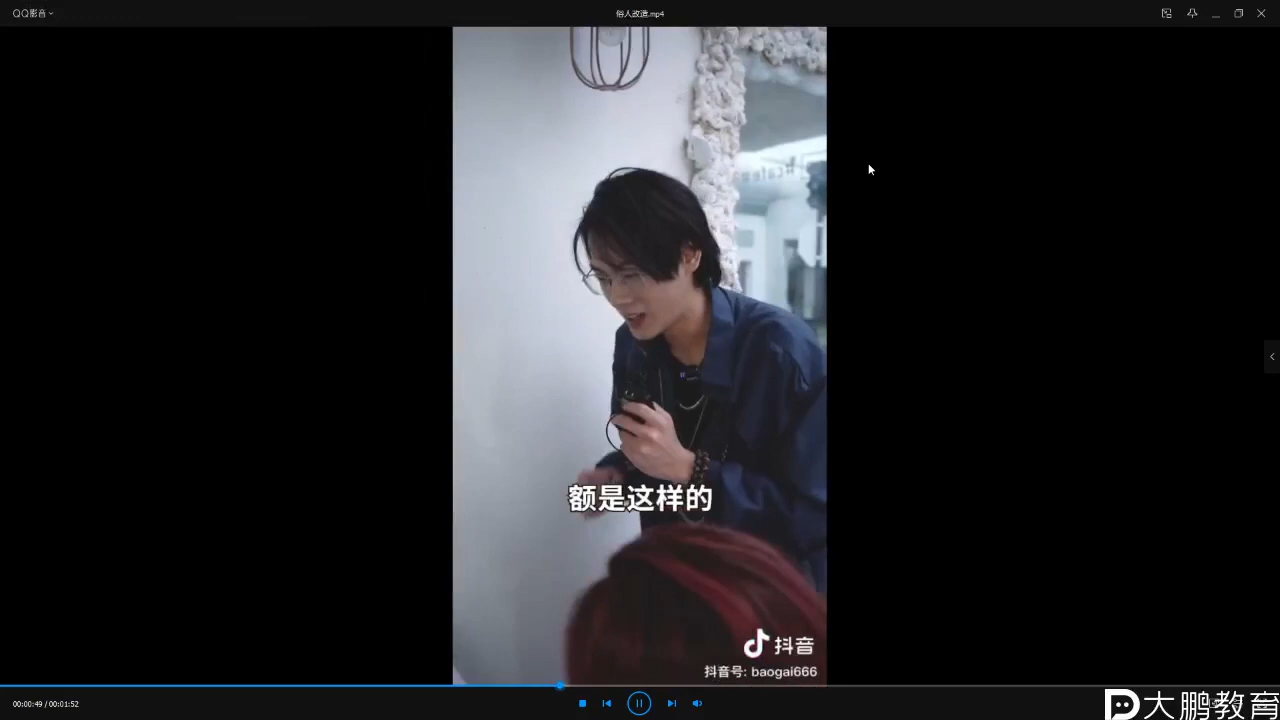 QQ影音
俗人改造.mp4
额是这样的
抖音
抖音号: baogai666
00:00:49 / 00:01:52
大鹏教育